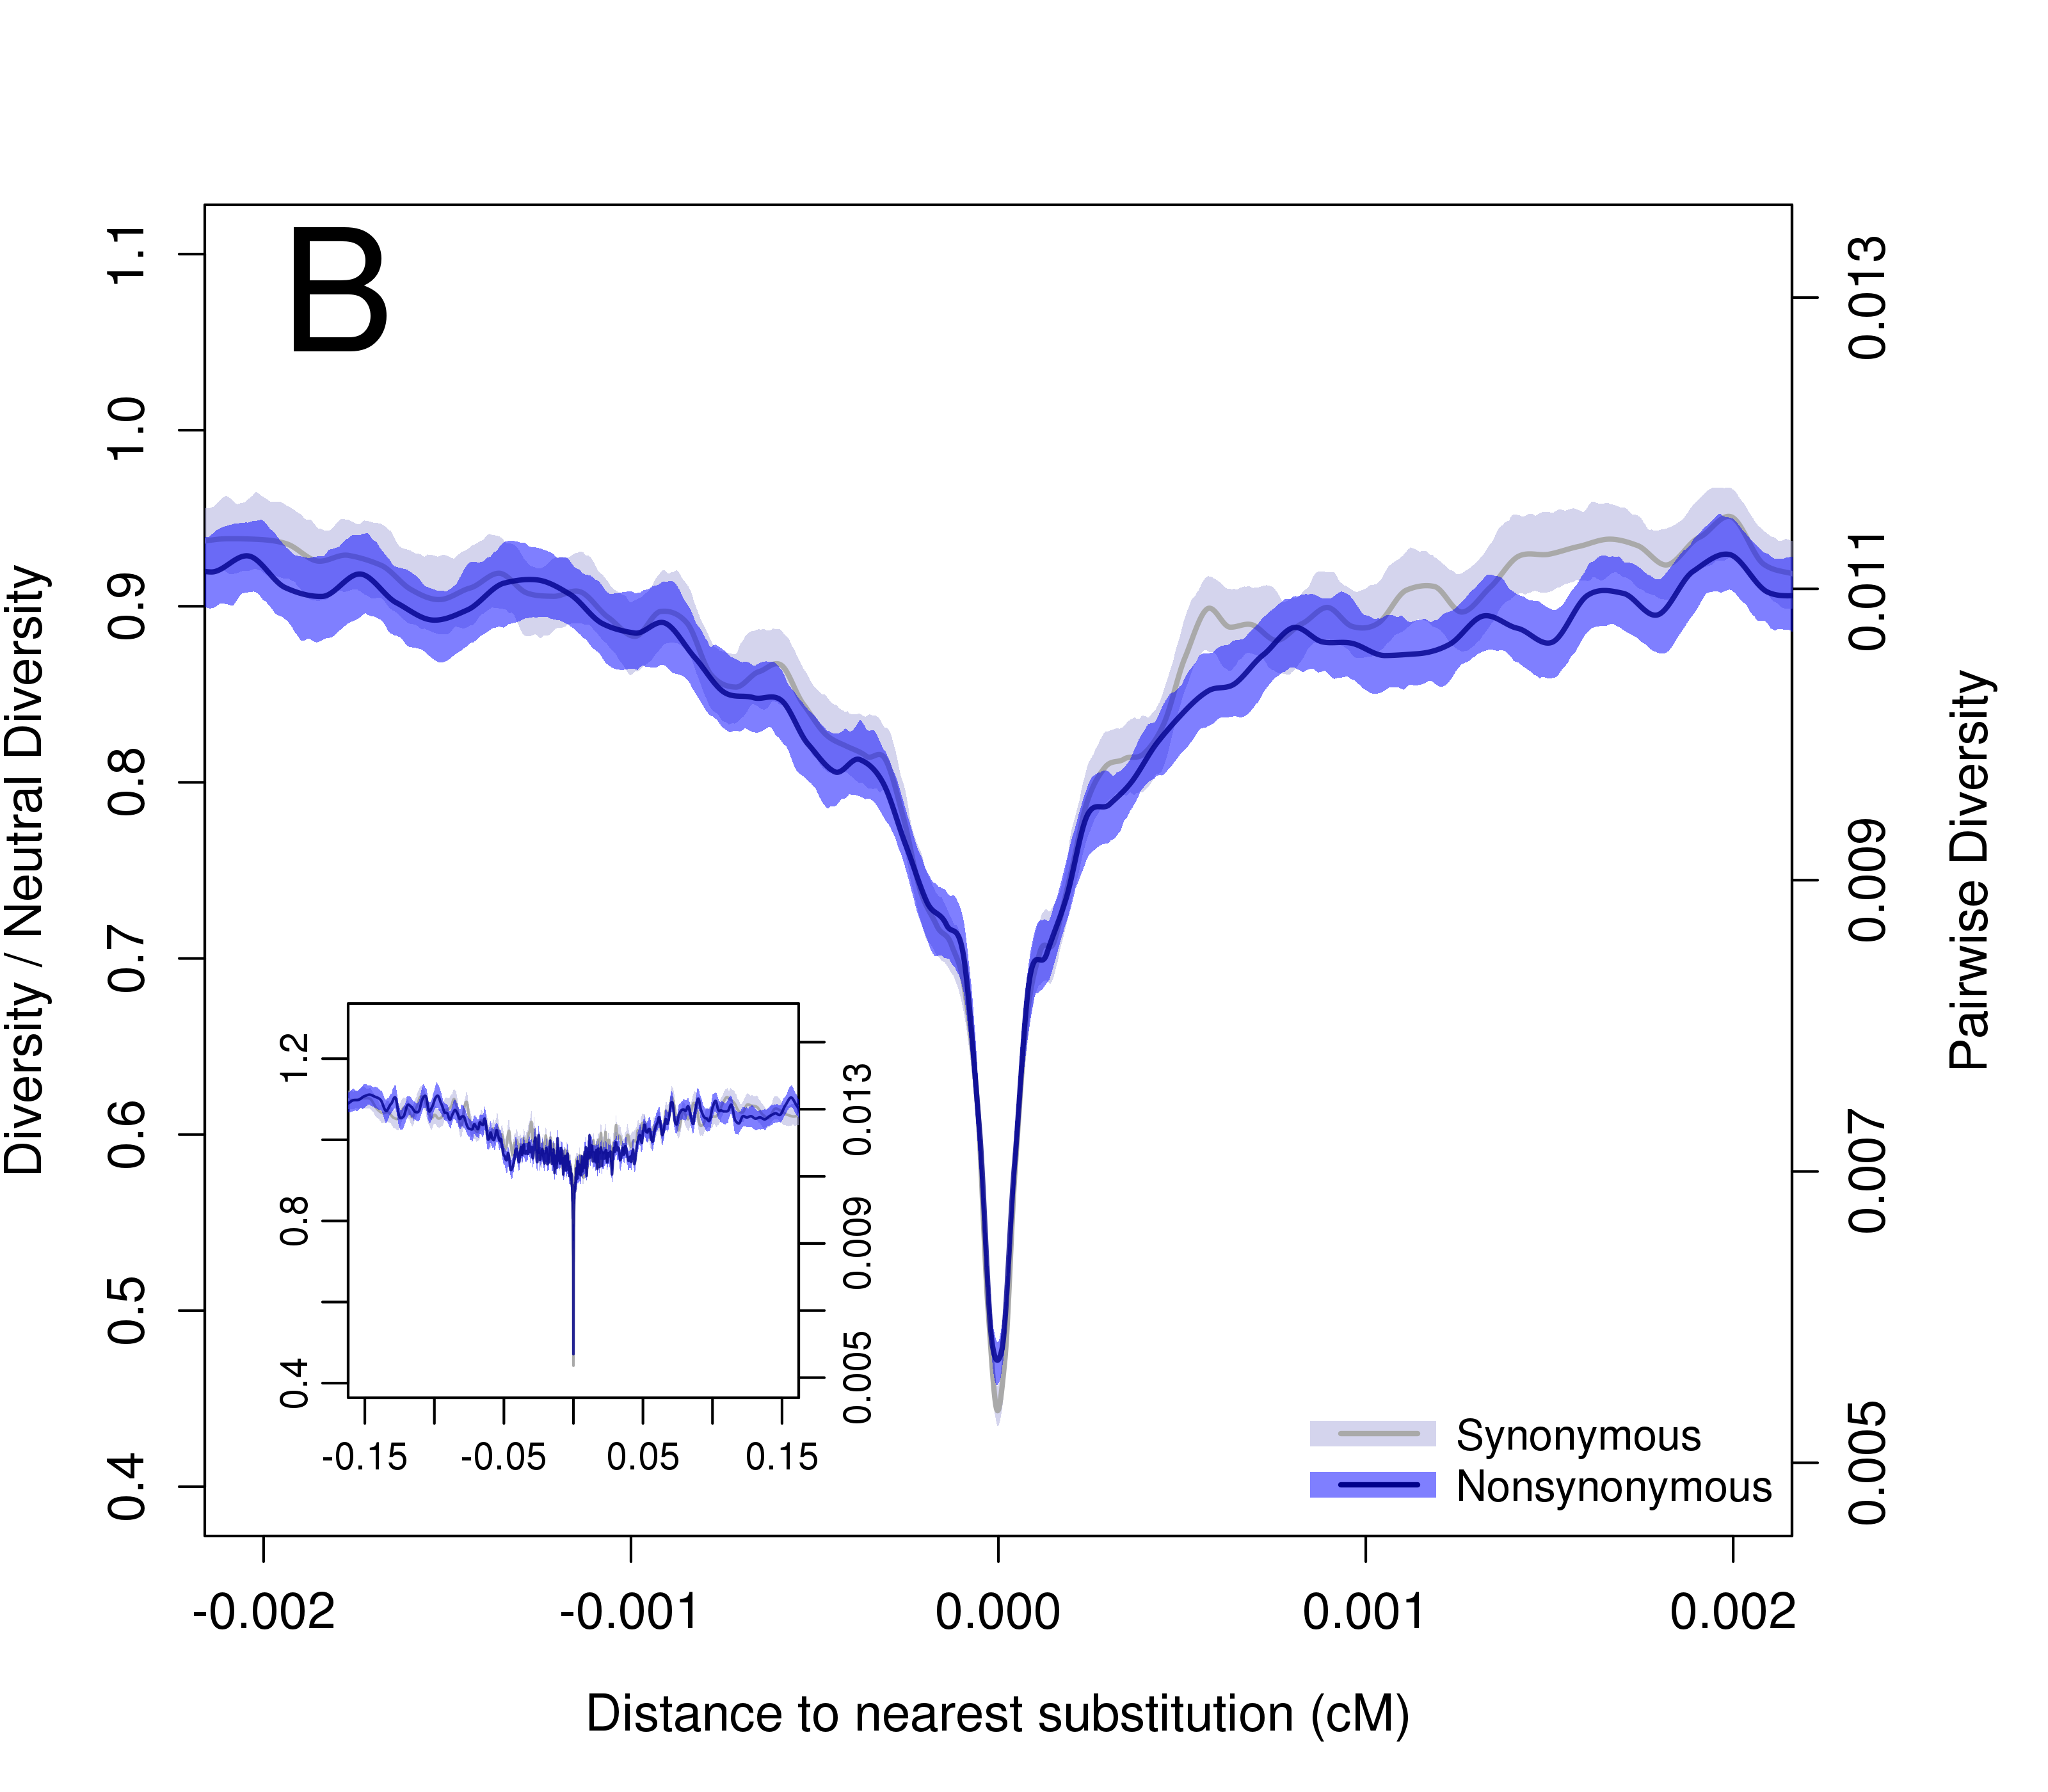 B
Diversity / Neutral Diversity
1.1
1.0
0.9
0.8
0.7
0.6
0.5
0.4
0.013
0.011
0.009
0.007
0.005
Pairwise Diversity
1.2
0.8
0.4
0.013
0.009
0.005
-0.15 -0.05 0.05 0.15
Synonymous
Nonsynonymous
-0.002 -0.001 0.000 0.001 0.002
Distance to nearest substitution (cM)